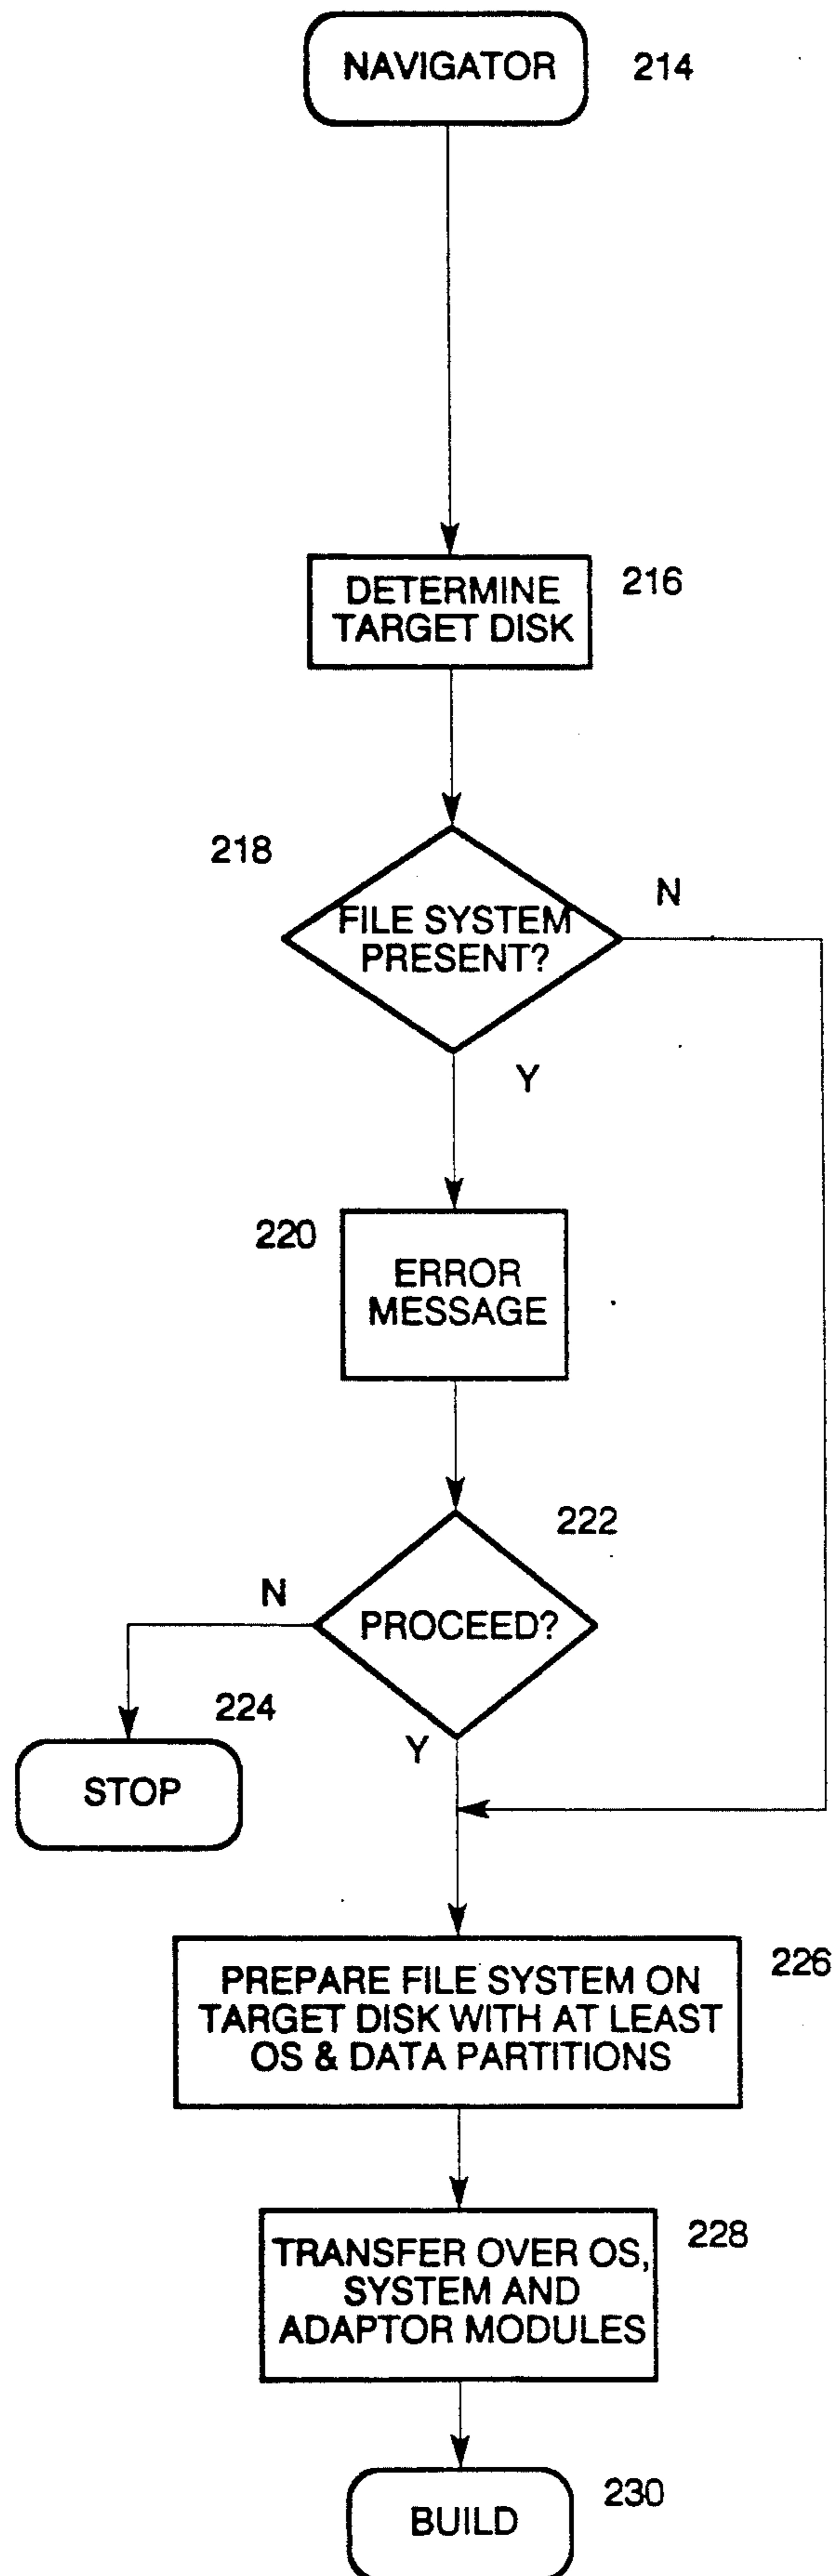 NAVIGATOR
214
DETERMINE
TARGET DISK
216
218
FILE SYSTEM
PRESENT?
N
Y
220
ERROR
MESSAGE
222
N
PROCEED?
224
Y
STOP
226
PREPARE FILE SYSTEM ON
TARGET DISK WITH AT LEAST
OS & DATA PARTITIONS
228
TRANSFER OVER OS,
SYSTEM AND
ADAPTOR MODULES
230
BUILD